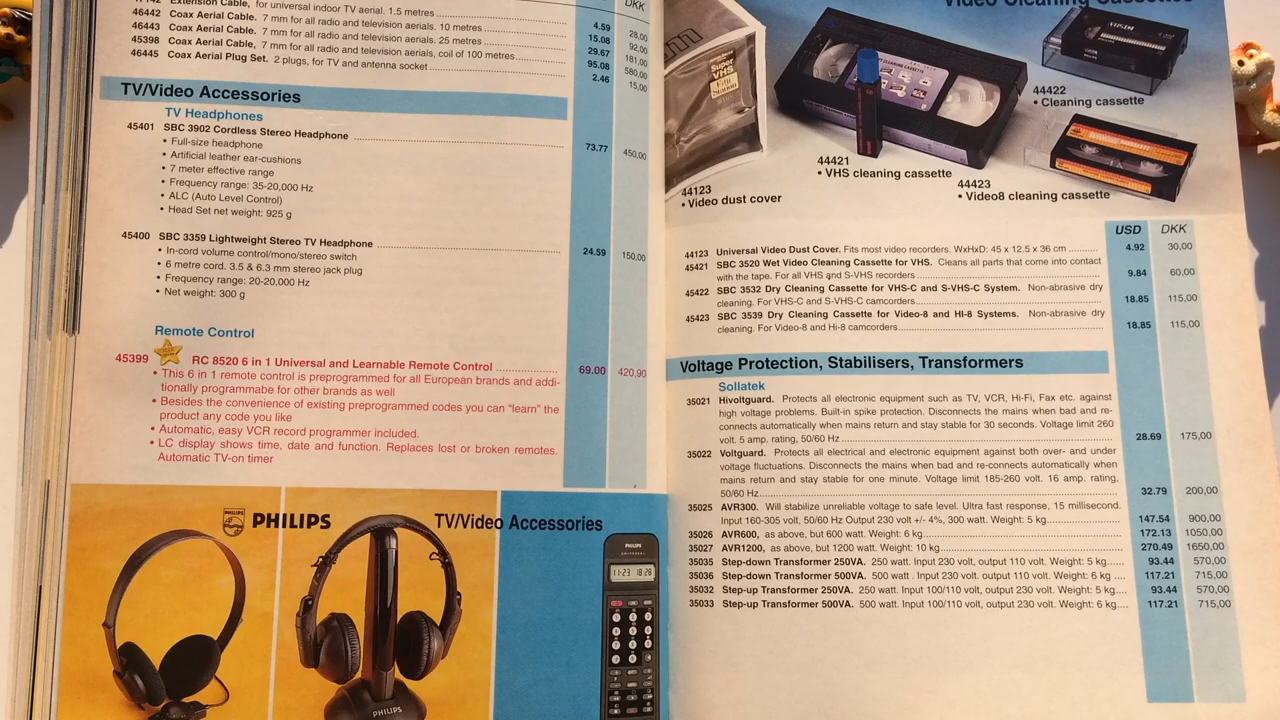 DKK
Extension Cable, for universal indoor TV aerial. 1.5 metres
46442 Coax Aerial Cable. 7 mm for all radio and television aerials. 10 metres 4.59 28,00
46443 Coax Aerial Cable. 7 mm for all radio and television aerials. 25 metres 15.08 92,00
45398 Coax Aerial Cable, 7 mm for all radio and television aerials, coil of 100 metres 29.67 181,00
46445 Coax Aerial Plug Set. 2 plugs, for TV and antenna socket 95.08 580,00
2.46 15,00
TV/Video Accessories
TV Headphones
45401 SBC 3902 Cordless Stereo Headphone 73.77 450,00
• Full-size headphone
• Artificial leather ear-cushions
• 7 meter effective range
• Frequency range: 35-20,000 Hz
• ALC (Auto Level Control)
• Head Set net weight: 925 g
45400 SBC 3359 Lightweight Stereo TV Headphone 24.59 150,00
• In-cord volume control/mono/stereo switch
• 6 metre cord. 3.5 & 6.3 mm stereo jack plug
• Frequency range: 20-20,000 Hz
• Net weight: 300 g
Remote Control
45399 RC 8520 6 in 1 Universal and Learnable Remote Control 69.00 420,90
• This 6 in 1 remote control is preprogrammed for all European brands and addi-
tionally programmabe for other brands as well
• Besides the convenience of existing preprogrammed codes you can "learn" the
product any code you like
• Automatic, easy VCR record programmer included.
• LC display shows time, date and function. Replaces lost or broken remotes.
Automatic TV-on timer
PHILIPS
TV/Video Accessories
PHILIPS
UNIVERSAL
11:23 18:28
PHILIPS
Video Cleaning Cassettes
Super
VHS
Edit
Station
VHS CLEANING CASSETTE
44422
• Cleaning cassette
44421
• VHS cleaning cassette
44423
• Video8 cleaning cassette
44123
• Video dust cover
USD DKK
44123 Universal Video Dust Cover. Fits most video recorders. WxHxD: 45 x 12.5 x 36 cm 4.92 30,00
45421 SBC 3520 Wet Video Cleaning Cassette for VHS. Cleans all parts that come into contact
with the tape. For all VHS and S-VHS recorders 9.84 60,00
45422 SBC 3532 Dry Cleaning Cassette for VHS-C and S-VHS-C System. Non-abrasive dry
cleaning. For VHS-C and S-VHS-C camcorders 18.85 115,00
45423 SBC 3539 Dry Cleaning Cassette for Video-8 and HI-8 Systems. Non-abrasive dry
cleaning. For Video-8 and Hi-8 camcorders 18.85 115,00
Voltage Protection, Stabilisers, Transformers
Sollatek
35021 Hivoltguard. Protects all electronic equipment such as TV, VCR, Hi-Fi, Fax etc. against
high voltage problems. Built-in spike protection. Disconnects the mains when bad and re-
connects automatically when mains return and stay stable for 30 seconds. Voltage limit 260
volt. 5 amp. rating, 50/60 Hz 28.69 175,00
35022 Voltguard. Protects all electrical and electronic equipment against both over- and under
voltage fluctuations. Disconnects the mains when bad and re-connects automatically when
mains return and stay stable for one minute. Voltage limit 185-260 volt. 16 amp. rating,
50/60 Hz 32.79 200,00
35025 AVR300. Will stabilize unreliable voltage to safe level. Ultra fast response, 15 millisecond.
Input 160-305 volt, 50/60 Hz Output 230 volt +/- 4%, 300 watt. Weight: 5 kg 147.54 900,00
35026 AVR600, as above, but 600 watt. Weight: 6 kg 172.13 1050,00
35027 AVR1200, as above, but 1200 watt. Weight: 10 kg 270.49 1650,00
35035 Step-down Transformer 250VA. 250 watt. Input 230 volt, output 110 volt. Weight: 5 kg 93.44 570,00
35036 Step-down Transformer 500VA. 500 watt. Input 230 volt. output 110 volt. Weight: 6 kg 117.21 715,00
35032 Step-up Transformer 250VA. 250 watt. Input 100/110 volt, output 230 volt. Weight: 5 kg 93.44 570,00
35033 Step-up Transformer 500VA. 500 watt. Input 100/110 volt, output 230 volt. Weight: 6 kg 117.21 715,00